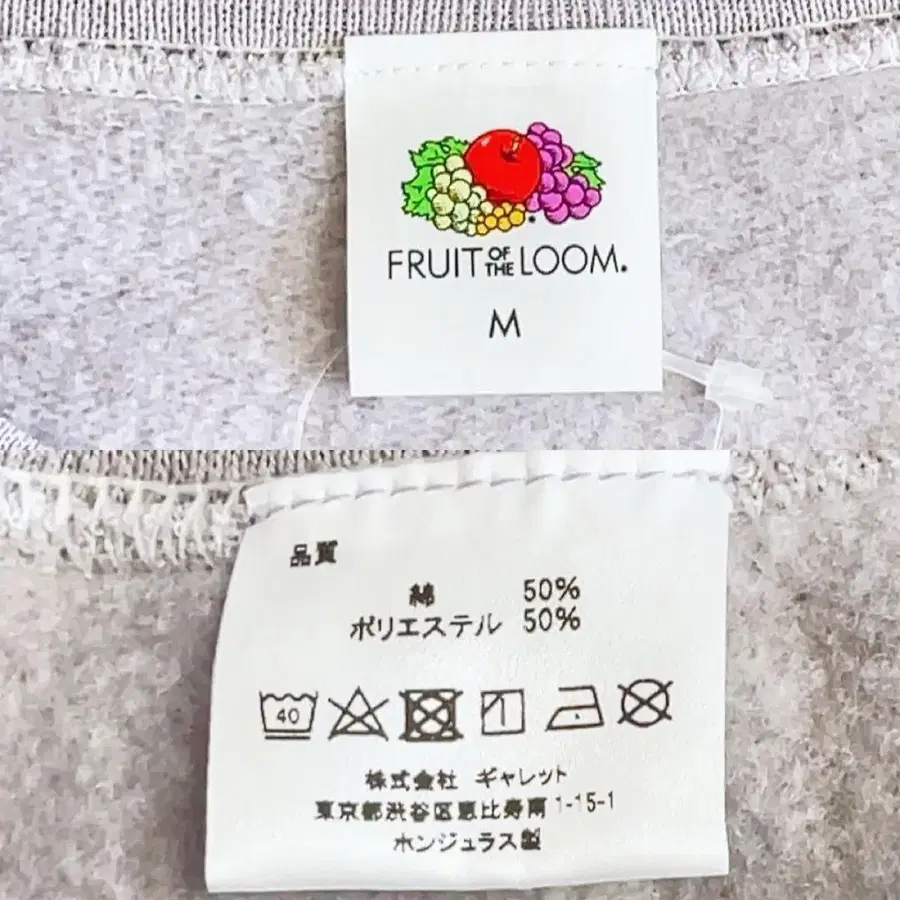 FRUIT OF THE LOOM.
M
品質
綿 50%
ポリエステル 50%
40
株式会社 ギャレット
東京都渋谷区恵比寿南1-15-1
ホンジュラス製